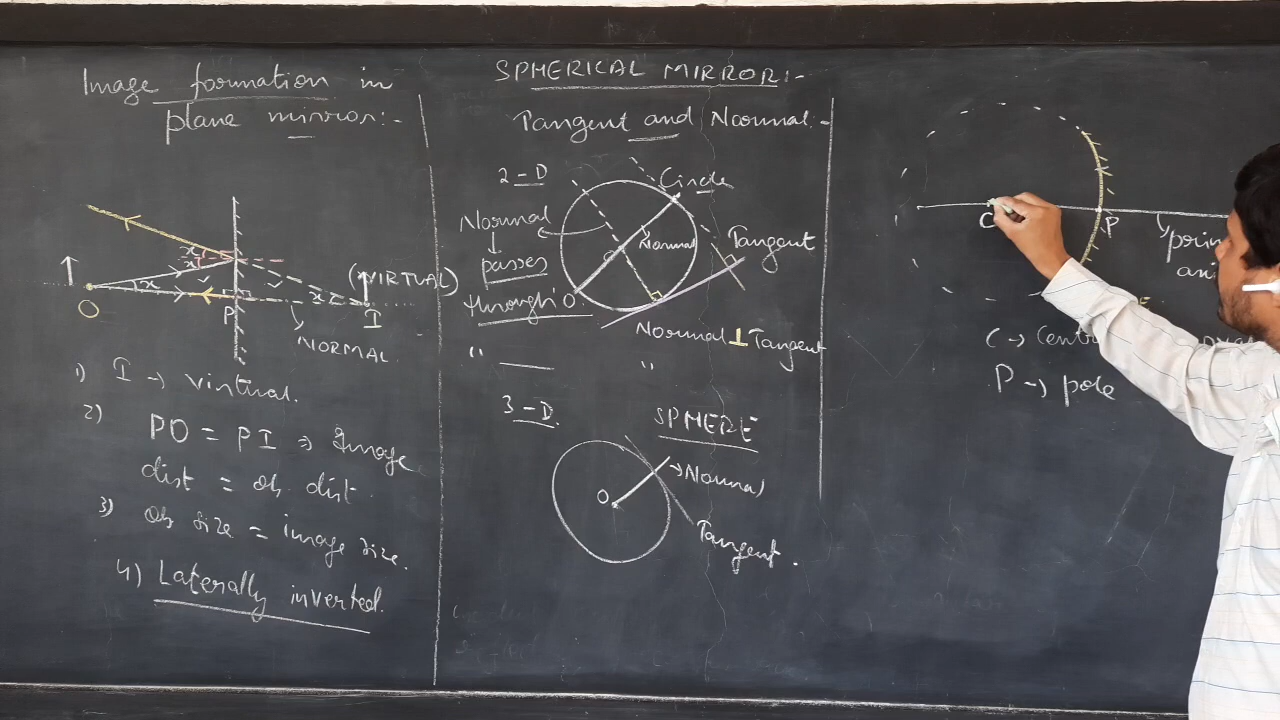 Image formation in
plane mirror:-
x
x
x
x
(VIRTUAL)
O
P
I
NORMAL
1) I → virtual.
2) PO = PI ⇒ Image
dist = ob. dist.
3) ob size = image size.
4) Laterally inverted.
SPHERICAL MIRROR:-
Tangent and Normal:-
2-D
Circle
Normal
↓
passes
through 'O'.
O
Normal
Tangent
Normal ⊥ Tangent
" — "
3-D.
SPHERE
O
→ Normal
Tangent.
C
P
C →
P → pole